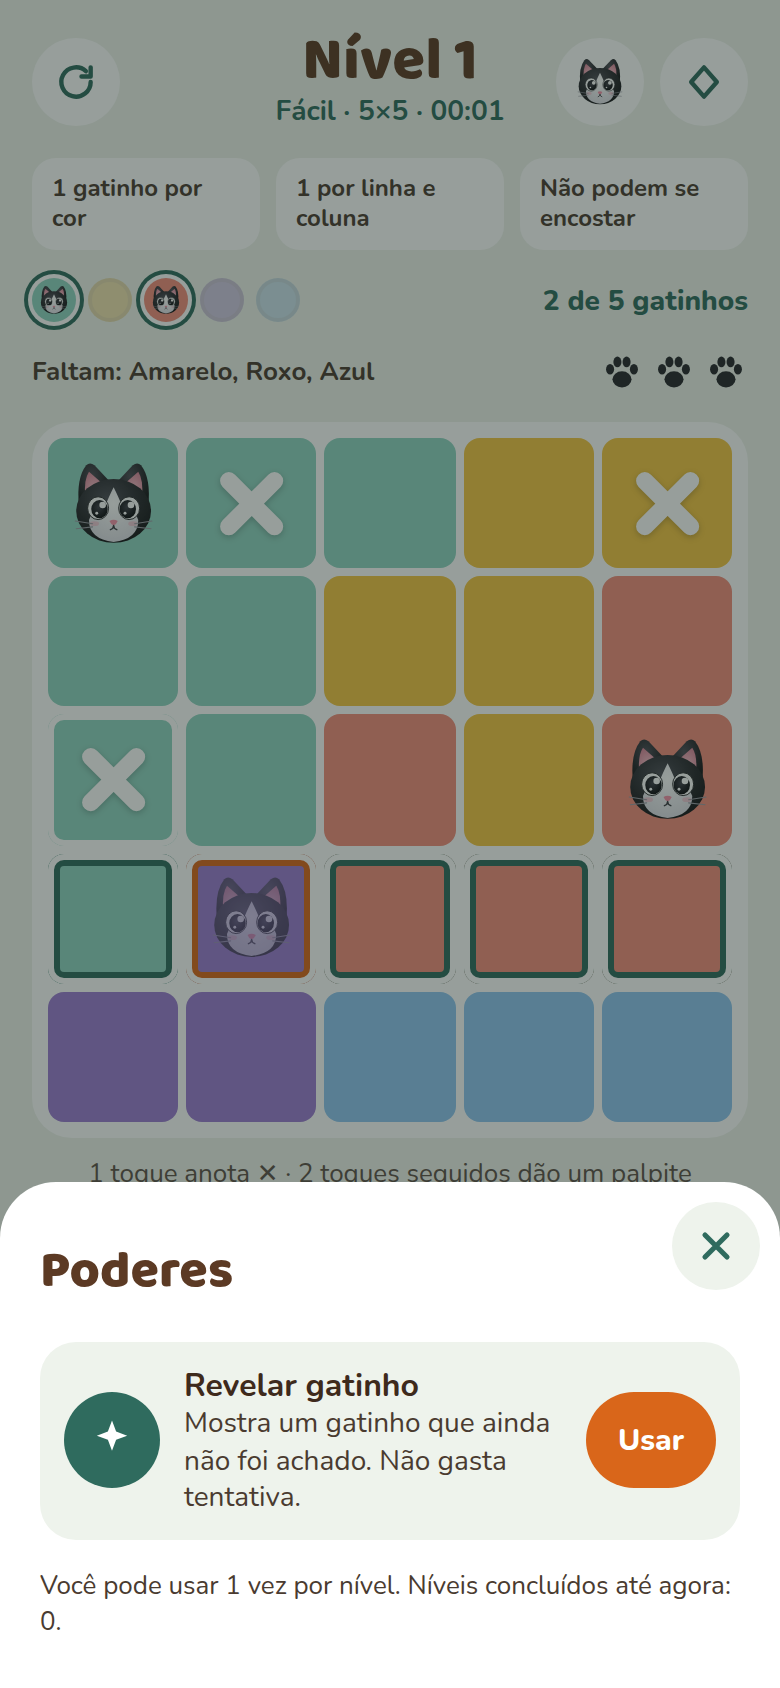 Nível 1
Fácil · 5×5 · 00:01
1 gatinho por
cor
1 por linha e
coluna
Não podem se
encostar
2 de 5 gatinhos
Faltam: Amarelo, Roxo, Azul
1 toque anota ✕ · 2 toques seguidos dão um palpite
Poderes
Revelar gatinho
Mostra um gatinho que ainda
não foi achado. Não gasta
tentativa.
Usar
Você pode usar 1 vez por nível. Níveis concluídos até agora:
0.